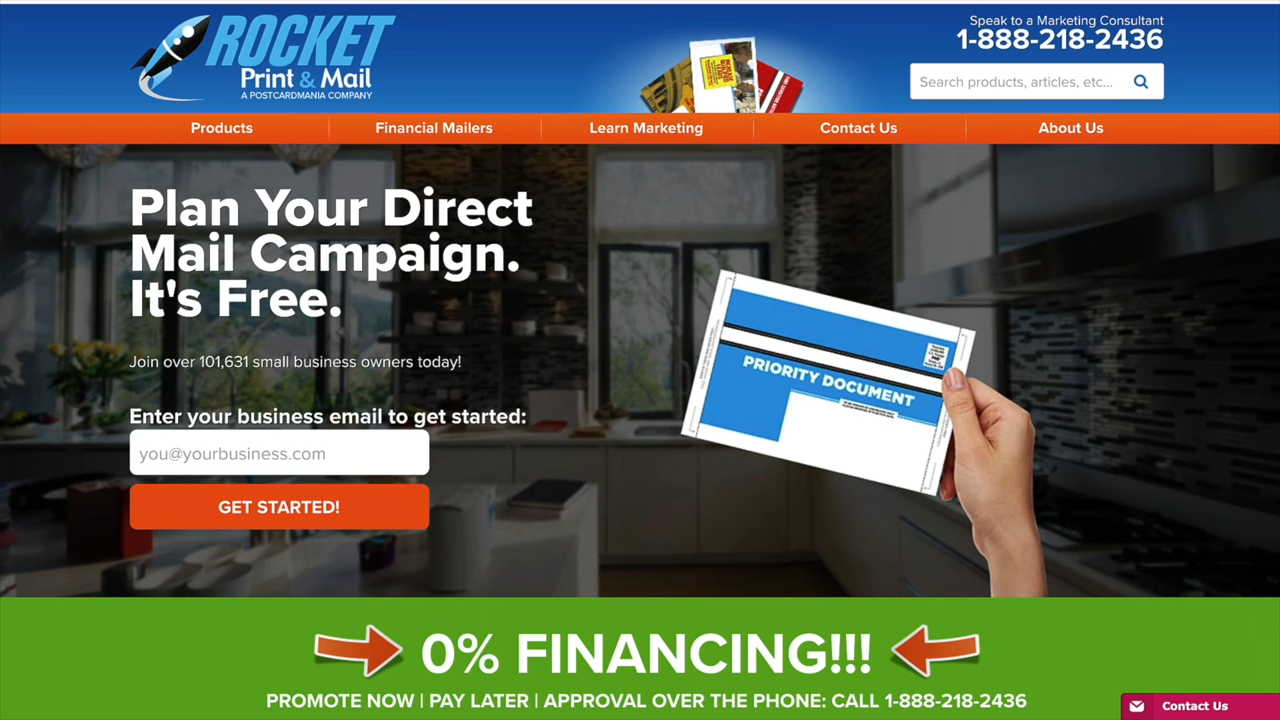 ROCKET
Print & Mail
A POSTCARDMANIA COMPANY
Speak to a Marketing Consultant
1-888-218-2436
Search products, articles, etc...
Products
Financial Mailers
Learn Marketing
Contact Us
About Us
Plan Your Direct
Mail Campaign.
It's Free.
Join over 101,631 small business owners today!
Enter your business email to get started:
you@yourbusiness.com
GET STARTED!
PRIORITY DOCUMENT
0% FINANCING!!!
PROMOTE NOW | PAY LATER | APPROVAL OVER THE PHONE: CALL 1-888-218-2436
Contact Us